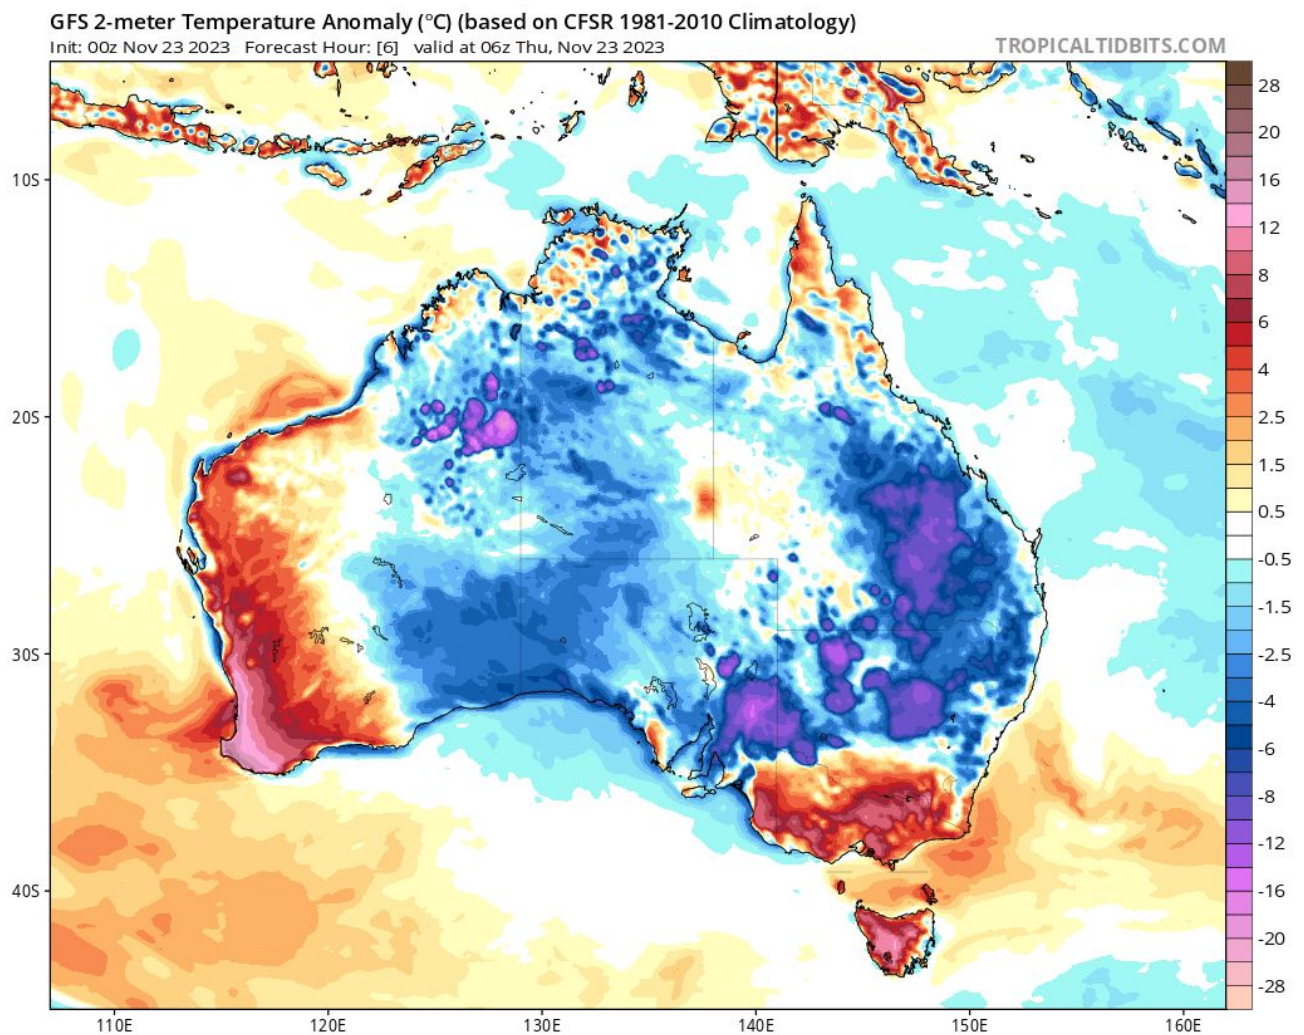 GFS 2-meter Temperature Anomaly (°C) (based on CFSR 1981-2010 Climatology)
Init: 00z Nov 23 2023 Forecast Hour: [6] valid at 06z Thu, Nov 23 2023
TROPICALTIDBITS.COM
28
20
16
12
8
6
4
2.5
1.5
0.5
-0.5
-1.5
-2.5
-4
-6
-8
-12
-16
-20
-28
10S
20S
30S
40S
110E
120E
130E
140E
150E
160E